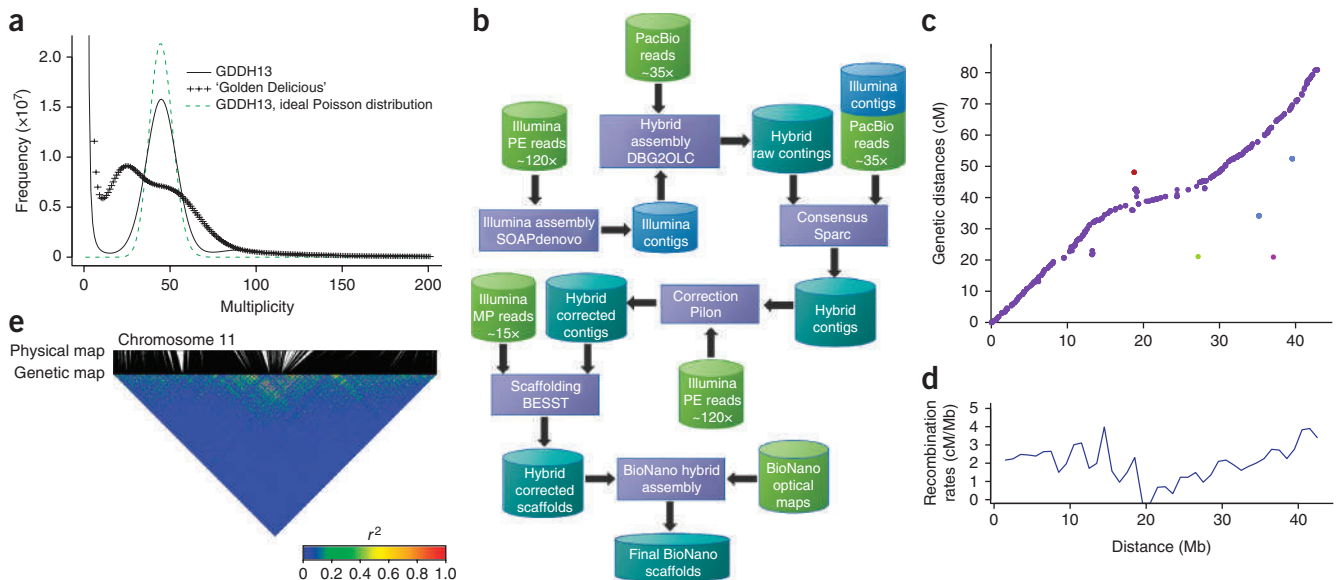 a
GDDH13
'Golden Delicious'
GDDH13, ideal Poisson distribution
Frequency (×10⁷)
2.0
1.5
1.0
0.5
0
0
50
100
150
200
Multiplicity
b
PacBio
reads
~35×
Illumina
PE reads
~120×
Hybrid
assembly
DBG2OLC
Hybrid
raw contings
Illumina
contigs
PacBio
reads
~35×
Illumina assembly
SOAPdenovo
Illumina
contigs
Consensus
Sparc
Illumina
MP reads
~15×
Hybrid
corrected
contigs
Correction
Pilon
Hybrid
contigs
Scaffolding
BESST
Illumina
PE reads
~120×
Hybrid
corrected
scaffolds
BioNano hybrid
assembly
BioNano
optical
maps
Final BioNano
scaffolds
c
Genetic distances (cM)
80
70
60
50
40
30
20
10
0
0
10
20
30
40
d
Recombination
rates (cM/Mb)
5
4
3
2
1
0
0
10
20
30
40
Distance (Mb)
e
Chromosome 11
Physical map
Genetic map
r²
0
0.2
0.4
0.6
0.8
1.0